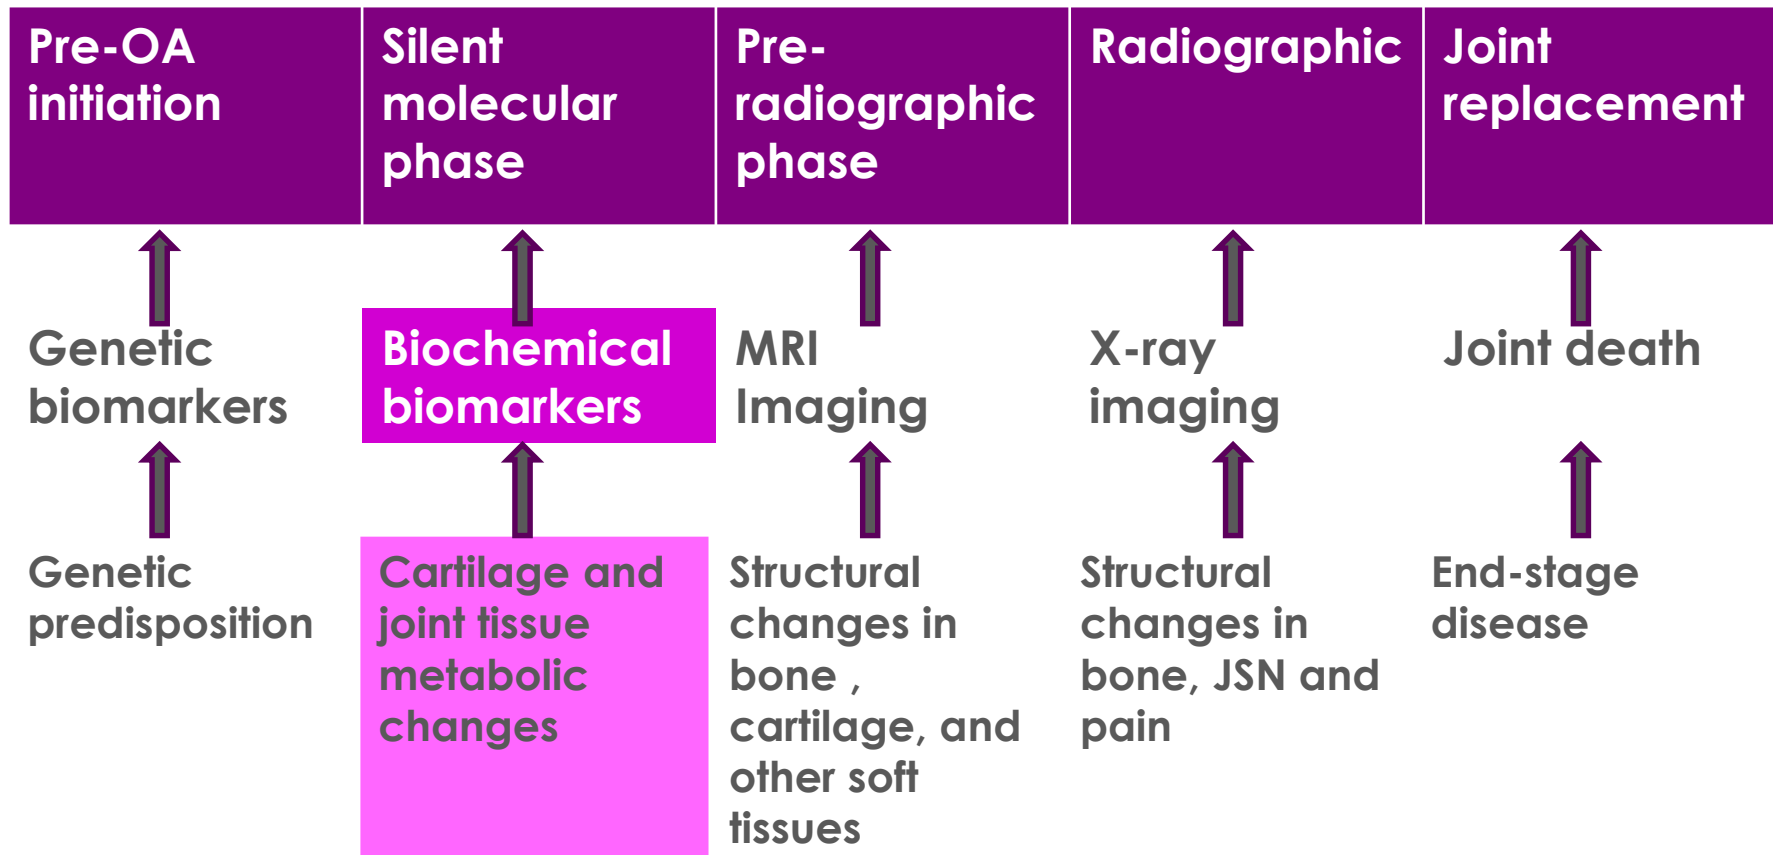 Pre-OA
initiation
Silent
molecular
phase
Pre-
radiographic
phase
Radiographic
Joint
replacement
Genetic
biomarkers
Biochemical
biomarkers
MRI
Imaging
X-ray
imaging
Joint death
Genetic
predisposition
Cartilage and
joint tissue
metabolic
changes
Structural
changes in
bone ,
cartilage, and
other soft
tissues
Structural
changes in
bone, JSN and
pain
End-stage
disease